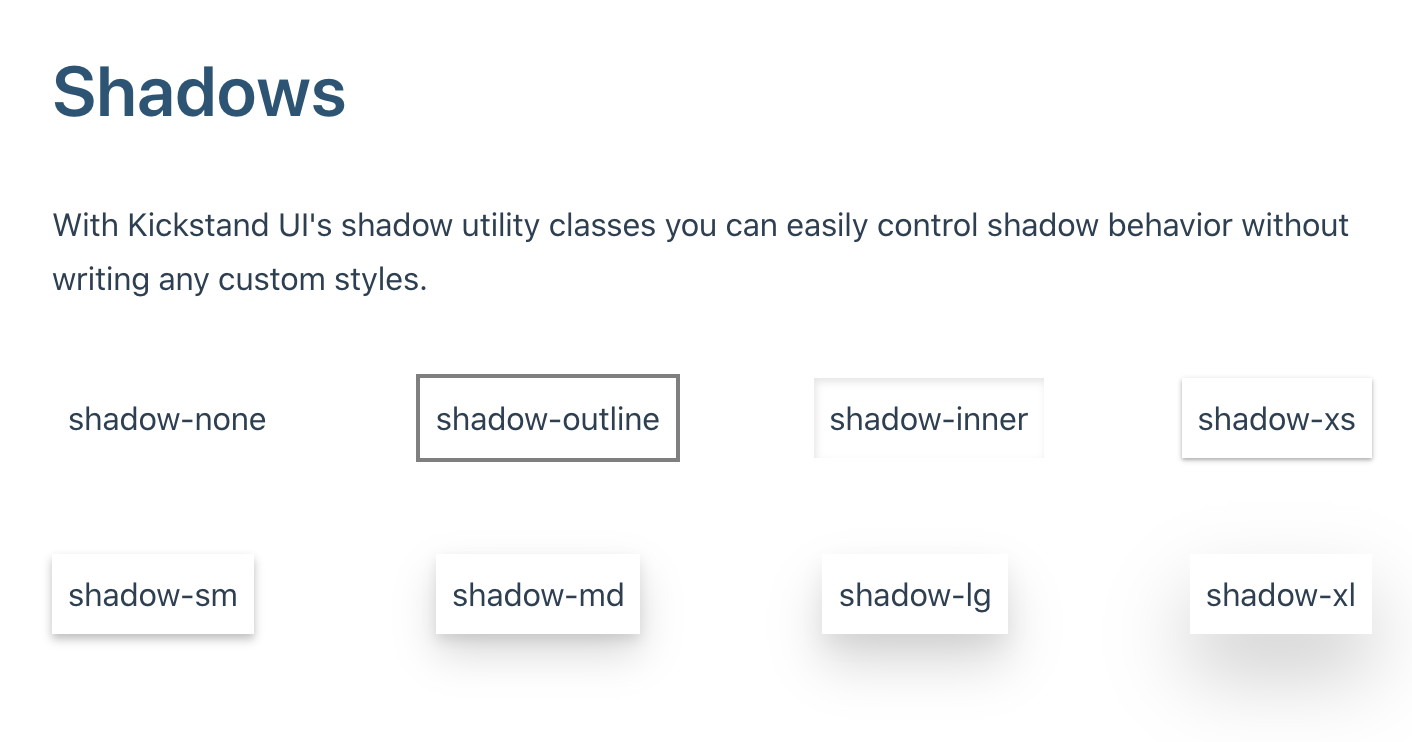 Shadows
With Kickstand UI's shadow utility classes you can easily control shadow behavior without
writing any custom styles.
shadow-none shadow-outline shadow-inner shadow-xs
shadow-sm shadow-md shadow-lg shadow-xl